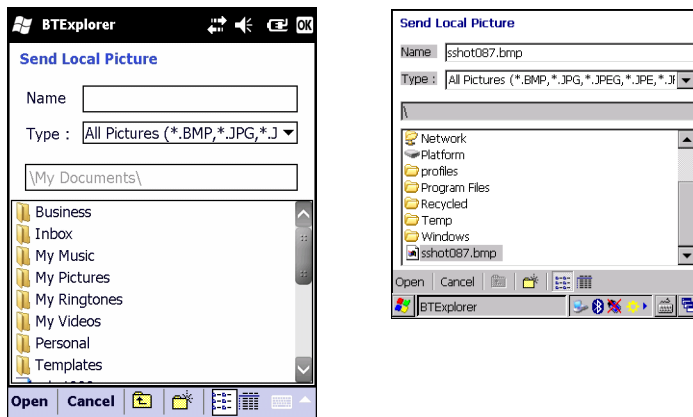 BTExplorer OK
Send Local Picture
Name
Type : All Pictures (*.BMP,*.JPG,*.J
\My Documents\
Business
Inbox
My Music
My Pictures
My Ringtones
My Videos
Personal
Templates
Open Cancel
Send Local Picture
Name sshot087.bmp
Type : All Pictures (*.BMP,*.JPG,*.JPEG,*.JPE,*.JF
\
Network
Platform
profiles
Program Files
Recycled
Temp
Windows
sshot087.bmp
Open Cancel
BTExplorer